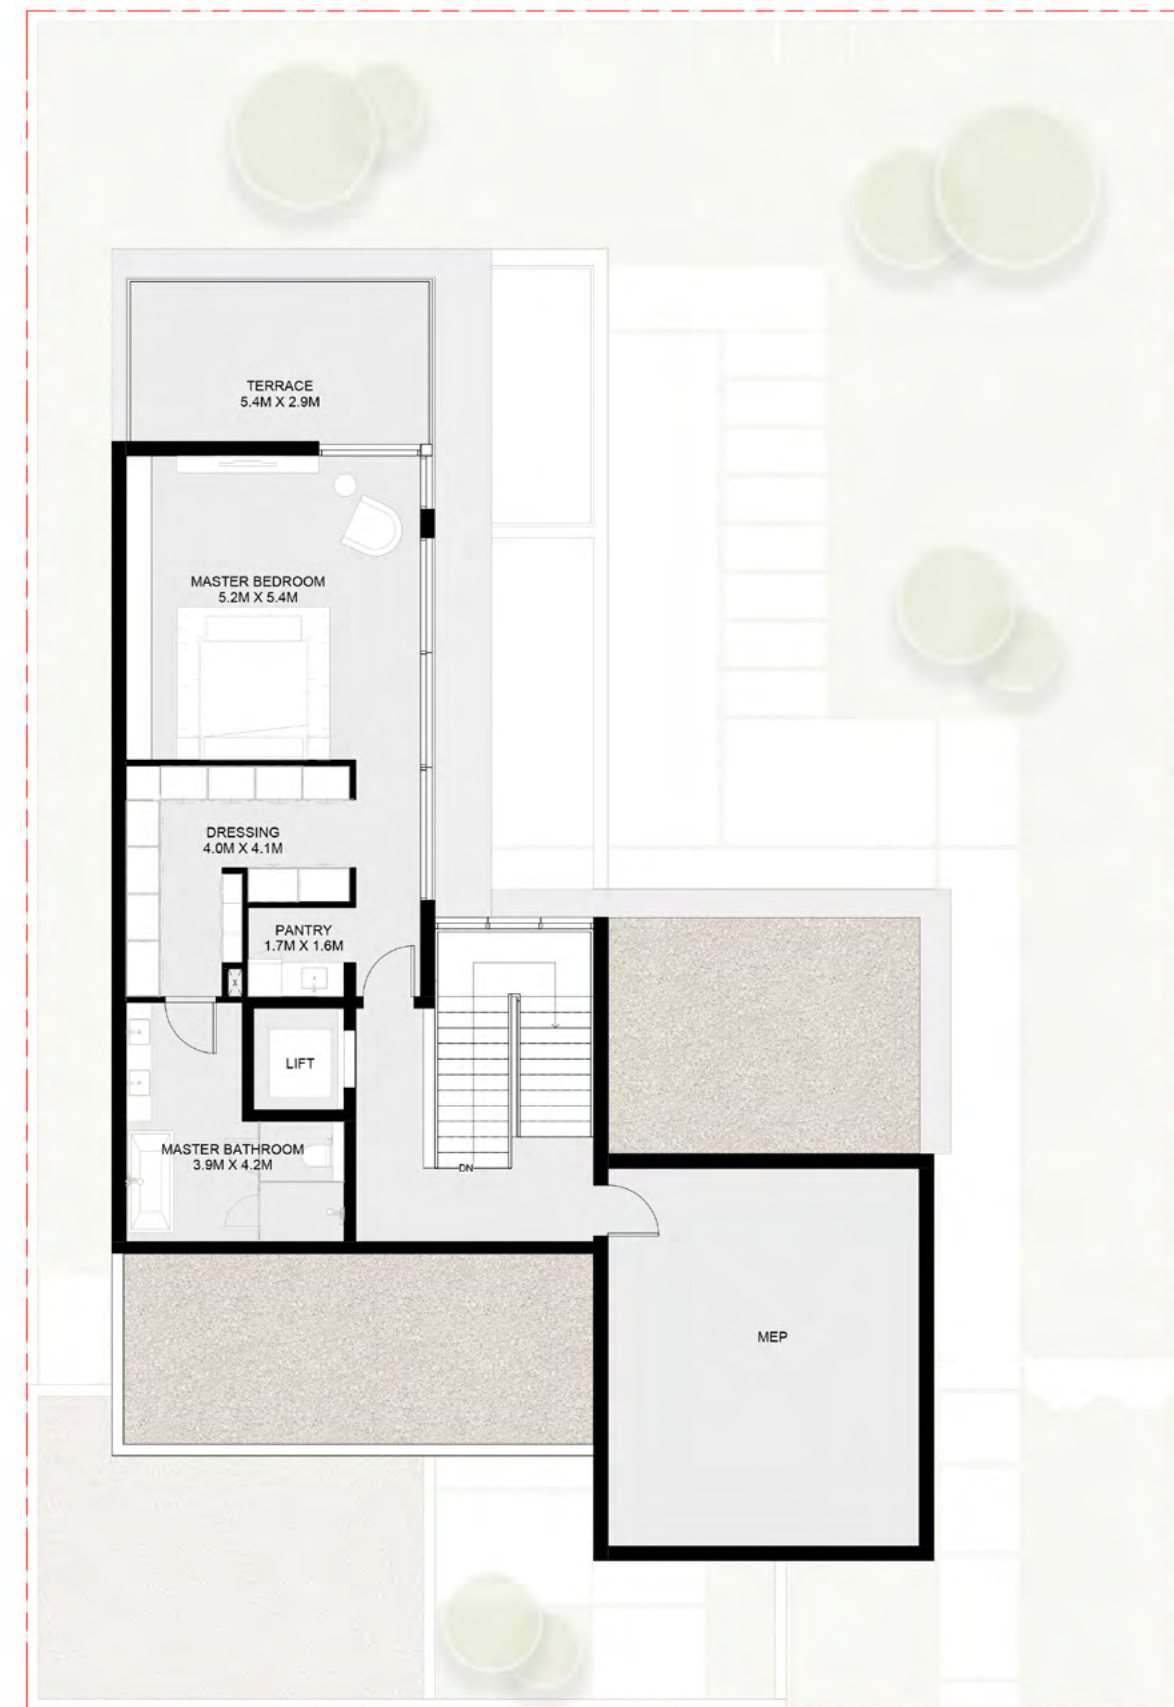 TERRACE
5.4M X 2.9M
MASTER BEDROOM
5.2M X 5.4M
DRESSING
4.0M X 4.1M
PANTRY
1.7M X 1.6M
LIFT
MASTER BATHROOM
3.9M X 4.2M
DN
MEP